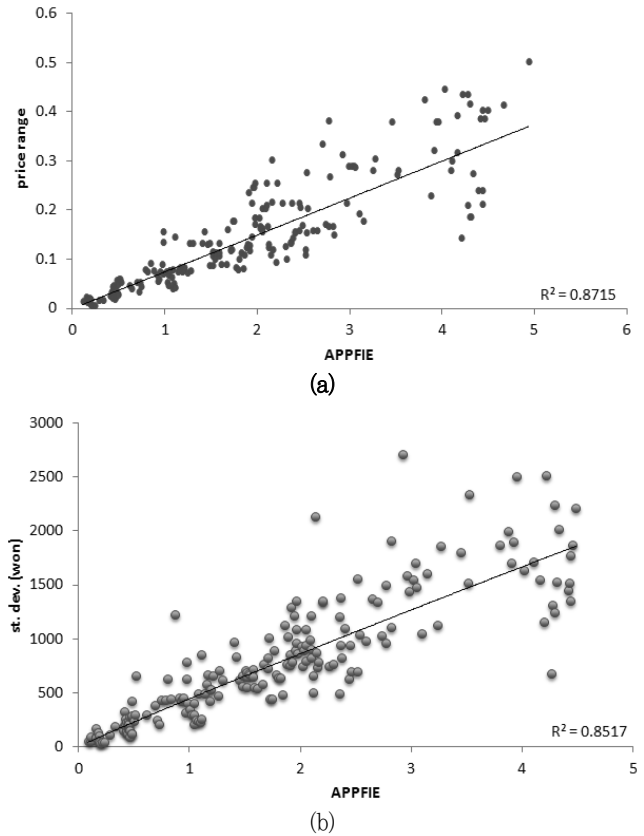 0.6
0.5
0.4
0.3
0.2
0.1
0
price range
0 1 2 3 4 5 6
R² = 0.8715
APPFIE
(a)
3000
2500
2000
1500
1000
500
0
st. dev. (won)
0 1 2 3 4 5
R² = 0.8517
APPFIE
(b)